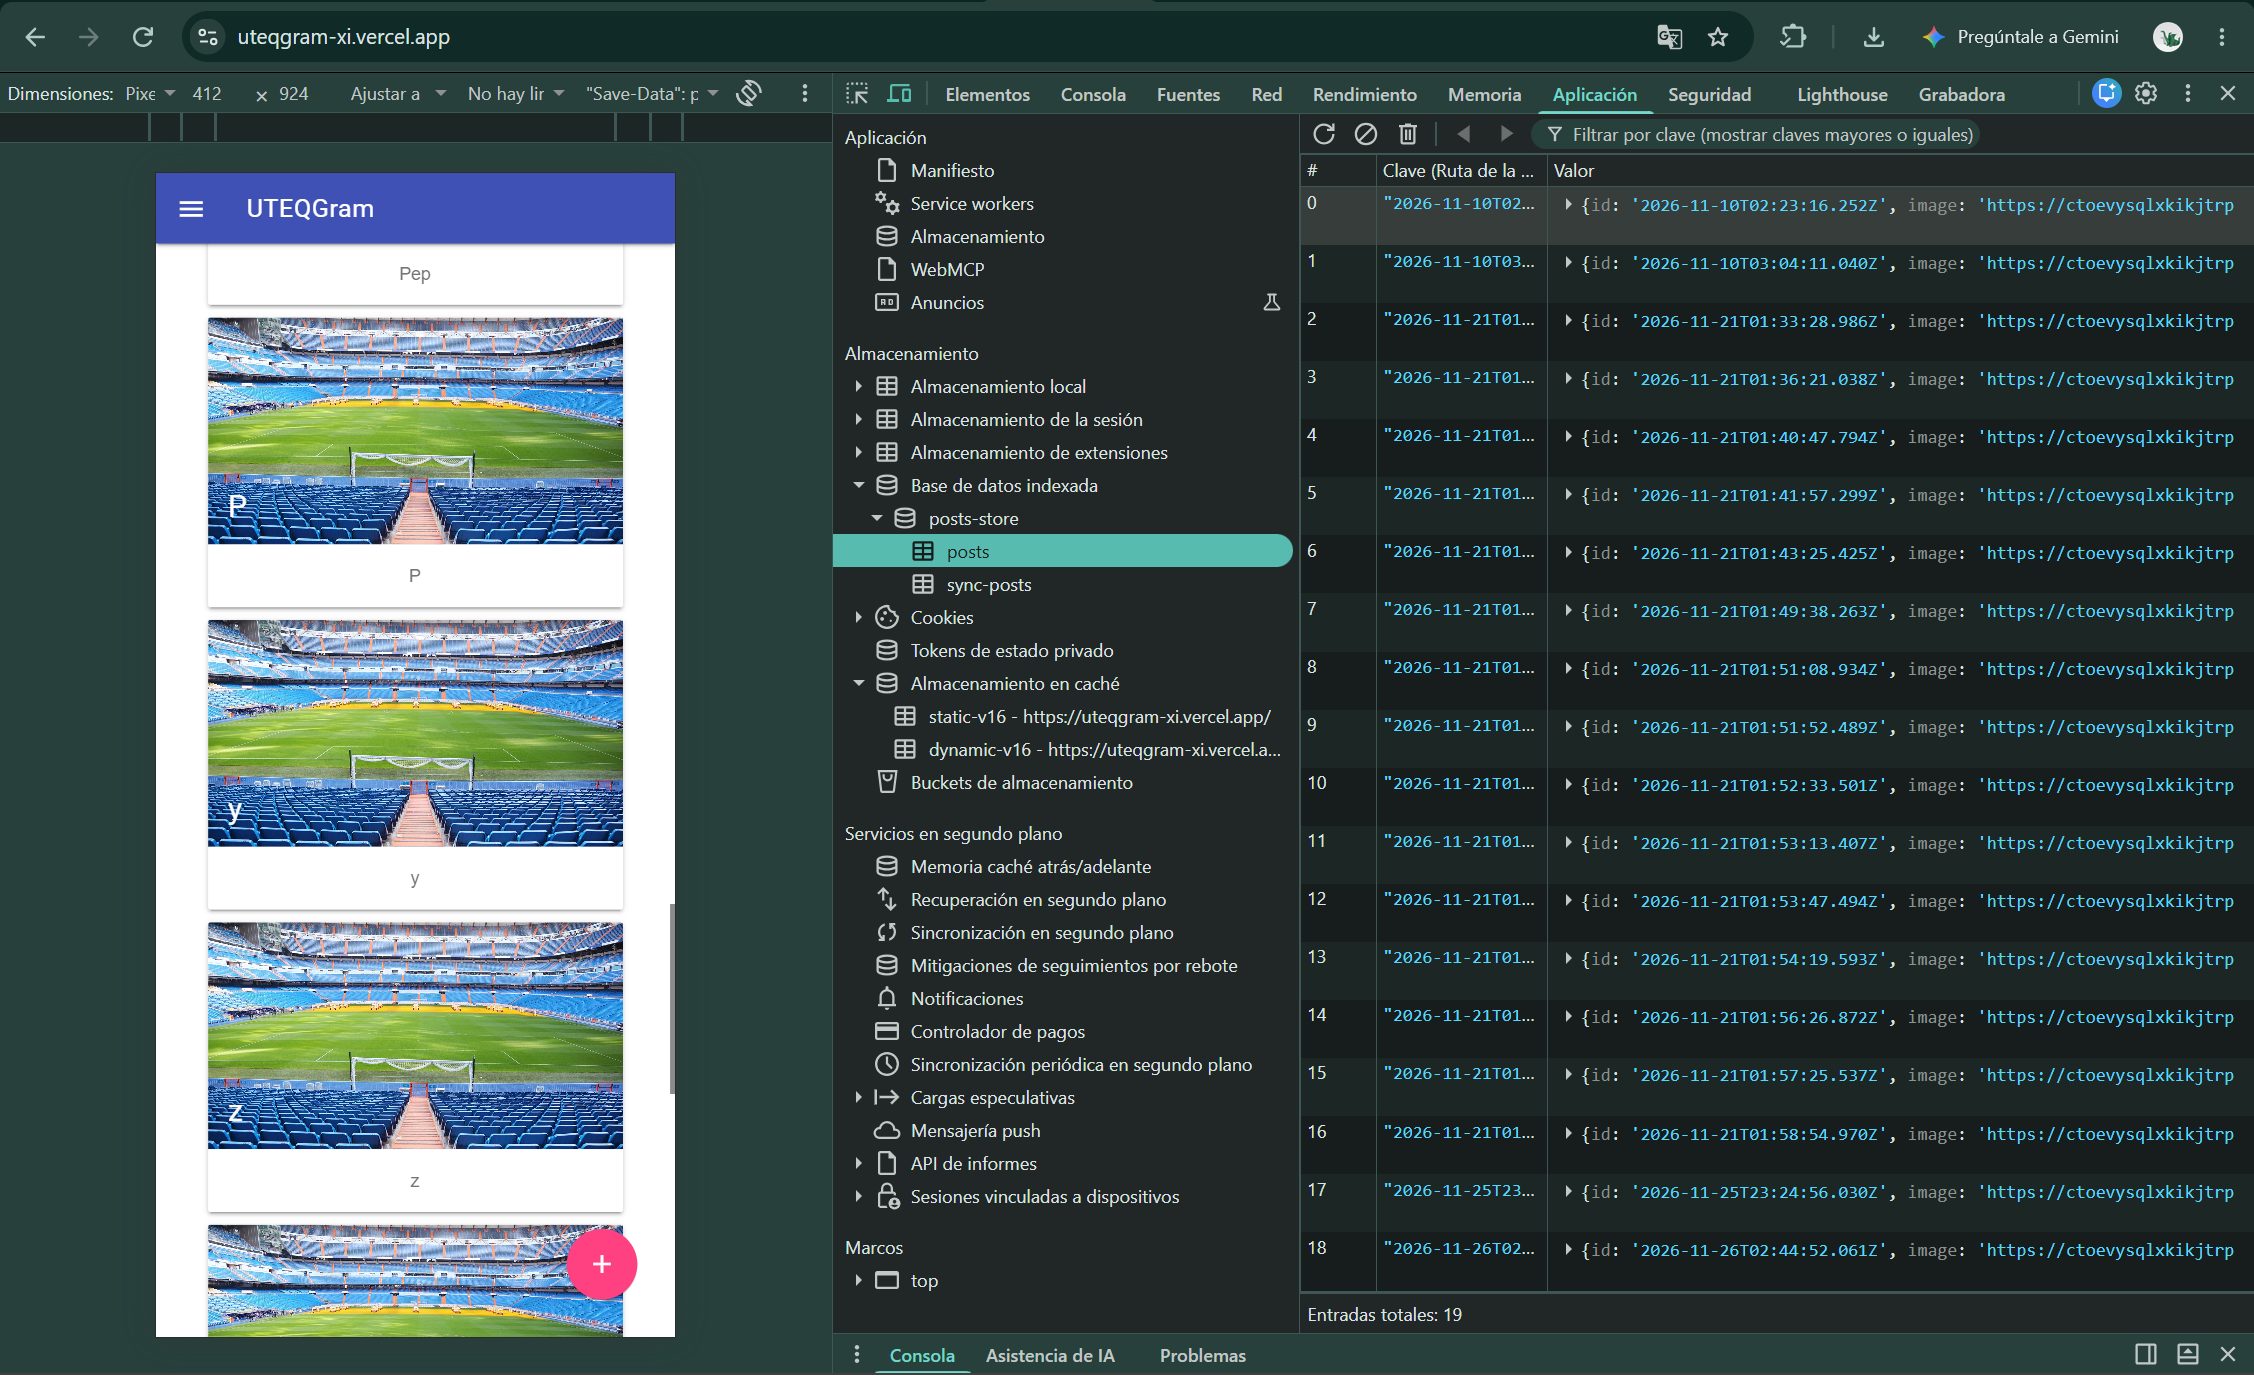 uteqgram-xi.vercel.app
Pregúntale a Gemini
Dimensiones: Pixe 412 × 924 Ajustar a No hay lir "Save-Data": p
Elementos Consola Fuentes Red Rendimiento Memoria Aplicación Seguridad Lighthouse Grabadora
UTEQGram
Pep
P
P
y
y
z
z
+
Aplicación
Manifiesto
Service workers
Almacenamiento
WebMCP
Anuncios
Almacenamiento
Almacenamiento local
Almacenamiento de la sesión
Almacenamiento de extensiones
Base de datos indexada
posts-store
posts
sync-posts
Cookies
Tokens de estado privado
Almacenamiento en caché
static-v16 - https://uteqgram-xi.vercel.app/
dynamic-v16 - https://uteqgram-xi.vercel.a...
Buckets de almacenamiento
Servicios en segundo plano
Memoria caché atrás/adelante
Recuperación en segundo plano
Sincronización en segundo plano
Mitigaciones de seguimientos por rebote
Notificaciones
Controlador de pagos
Sincronización periódica en segundo plano
Cargas especulativas
Mensajería push
API de informes
Sesiones vinculadas a dispositivos
Marcos
top
Filtrar por clave (mostrar claves mayores o iguales)
# Clave (Ruta de la ... Valor
0 "2026-11-10T02... {id: '2026-11-10T02:23:16.252Z', image: 'https://ctoevysqlxkikjtrp
1 "2026-11-10T03... {id: '2026-11-10T03:04:11.040Z', image: 'https://ctoevysqlxkikjtrp
2 "2026-11-21T01... {id: '2026-11-21T01:33:28.986Z', image: 'https://ctoevysqlxkikjtrp
3 "2026-11-21T01... {id: '2026-11-21T01:36:21.038Z', image: 'https://ctoevysqlxkikjtrp
4 "2026-11-21T01... {id: '2026-11-21T01:40:47.794Z', image: 'https://ctoevysqlxkikjtrp
5 "2026-11-21T01... {id: '2026-11-21T01:41:57.299Z', image: 'https://ctoevysqlxkikjtrp
6 "2026-11-21T01... {id: '2026-11-21T01:43:25.425Z', image: 'https://ctoevysqlxkikjtrp
7 "2026-11-21T01... {id: '2026-11-21T01:49:38.263Z', image: 'https://ctoevysqlxkikjtrp
8 "2026-11-21T01... {id: '2026-11-21T01:51:08.934Z', image: 'https://ctoevysqlxkikjtrp
9 "2026-11-21T01... {id: '2026-11-21T01:51:52.489Z', image: 'https://ctoevysqlxkikjtrp
10 "2026-11-21T01... {id: '2026-11-21T01:52:33.501Z', image: 'https://ctoevysqlxkikjtrp
11 "2026-11-21T01... {id: '2026-11-21T01:53:13.407Z', image: 'https://ctoevysqlxkikjtrp
12 "2026-11-21T01... {id: '2026-11-21T01:53:47.494Z', image: 'https://ctoevysqlxkikjtrp
13 "2026-11-21T01... {id: '2026-11-21T01:54:19.593Z', image: 'https://ctoevysqlxkikjtrp
14 "2026-11-21T01... {id: '2026-11-21T01:56:26.872Z', image: 'https://ctoevysqlxkikjtrp
15 "2026-11-21T01... {id: '2026-11-21T01:57:25.537Z', image: 'https://ctoevysqlxkikjtrp
16 "2026-11-21T01... {id: '2026-11-21T01:58:54.970Z', image: 'https://ctoevysqlxkikjtrp
17 "2026-11-25T23... {id: '2026-11-25T23:24:56.030Z', image: 'https://ctoevysqlxkikjtrp
18 "2026-11-26T02... {id: '2026-11-26T02:44:52.061Z', image: 'https://ctoevysqlxkikjtrp
Entradas totales: 19
Consola Asistencia de IA Problemas